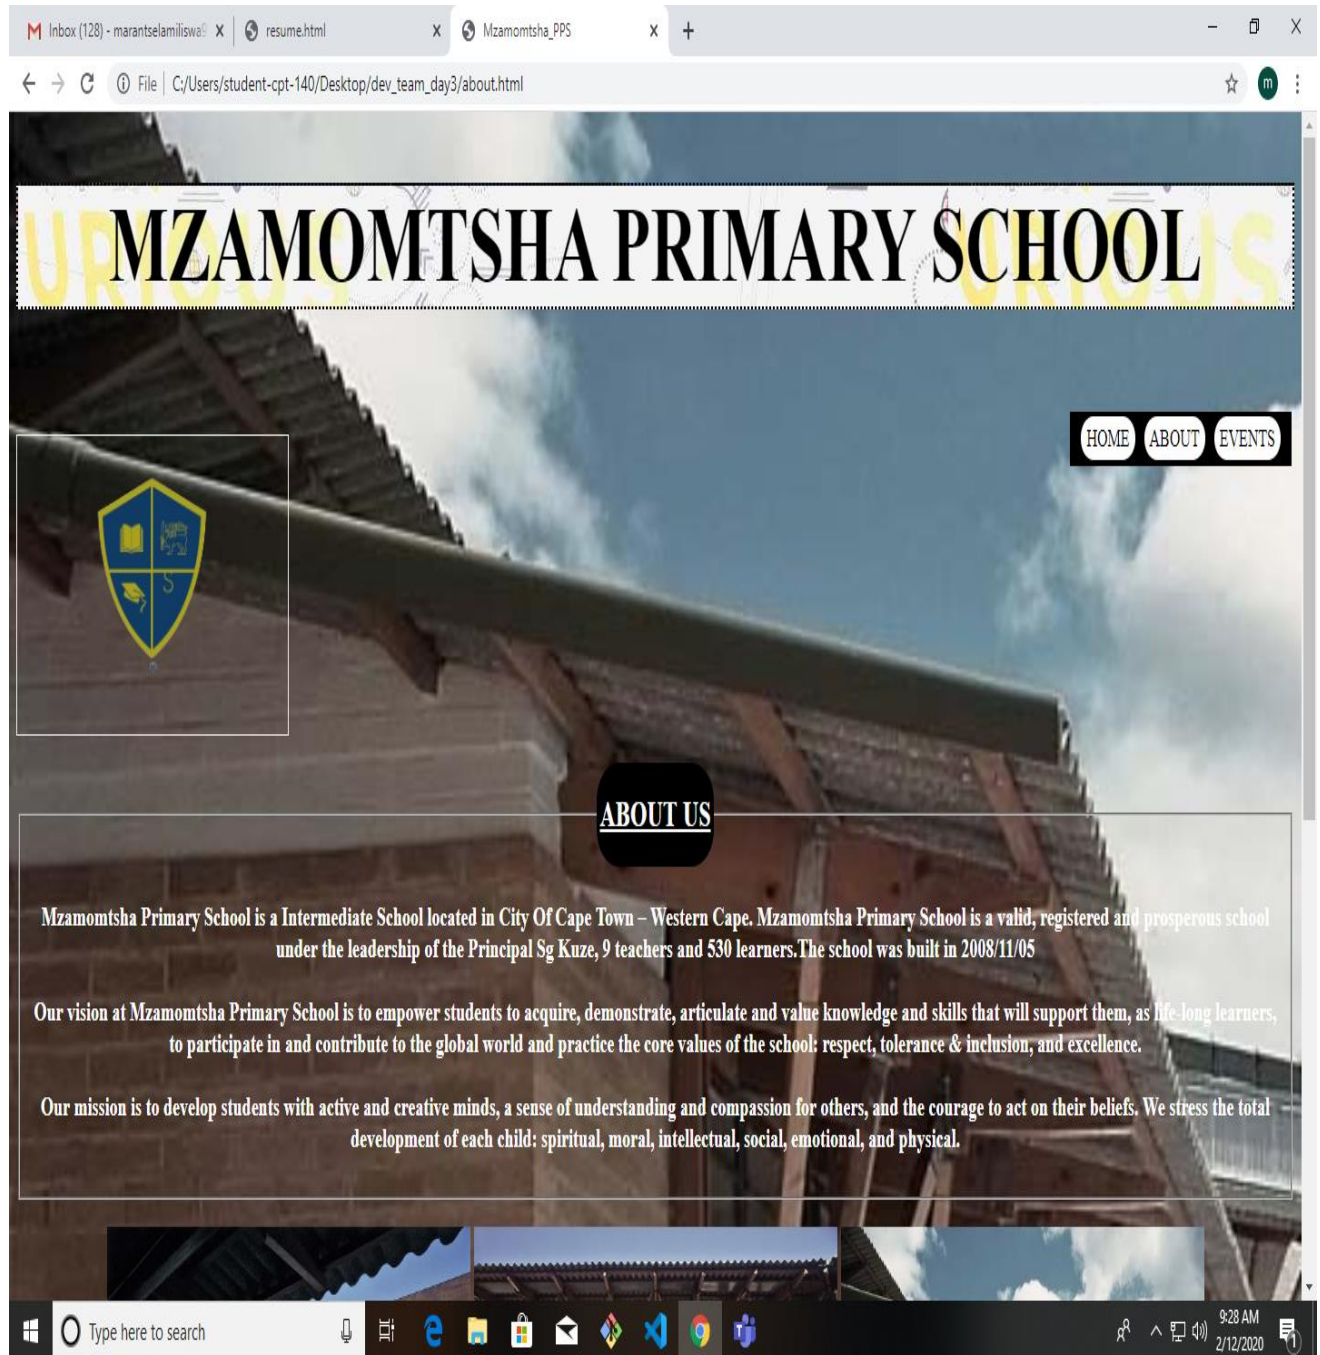 Inbox (128) - marantselamiliswa9
resume.html
Mzamomtsha_PPS
File
C:/Users/student-cpt-140/Desktop/dev_team_day3/about.html
m
URIOUS
URIOUS
MZAMOMTSHA PRIMARY SCHOOL
HOME ABOUT EVENTS
S
ABOUT US
Mzamomtsha Primary School is a Intermediate School located in City Of Cape Town – Western Cape. Mzamomtsha Primary School is a valid, registered and prosperous school
under the leadership of the Principal Sg Kuze, 9 teachers and 530 learners.The school was built in 2008/11/05
Our vision at Mzamomtsha Primary School is to empower students to acquire, demonstrate, articulate and value knowledge and skills that will support them, as life-long learners,
to participate in and contribute to the global world and practice the core values of the school: respect, tolerance & inclusion, and excellence.
Our mission is to develop students with active and creative minds, a sense of understanding and compassion for others, and the courage to act on their beliefs. We stress the total
development of each child: spiritual, moral, intellectual, social, emotional, and physical.
Type here to search
9:28 AM
2/12/2020
1